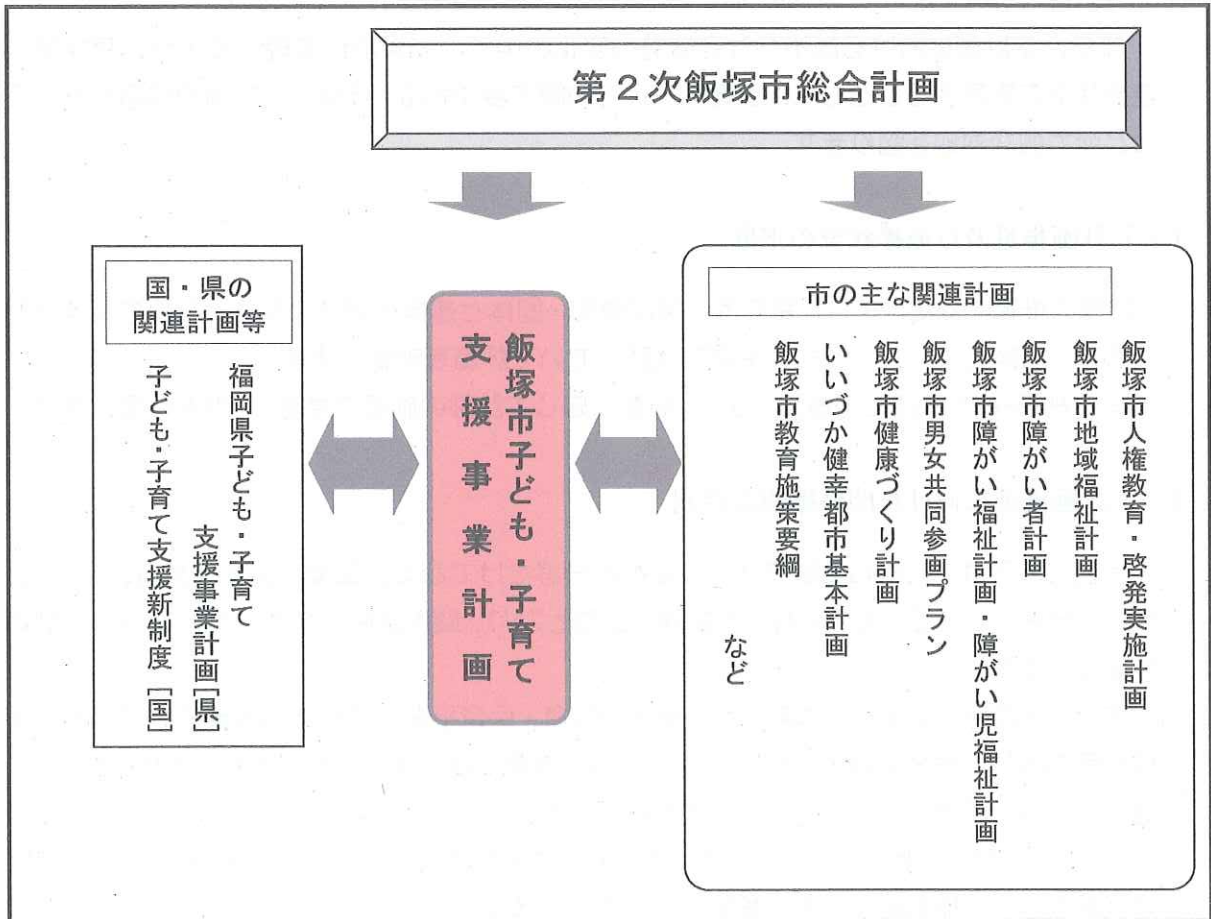 第２次飯塚市総合計画
国・県の
関連計画等
福岡県子ども・子育て
支援事業計画［県］
子ども・子育て支援新制度［国］
飯塚市子ども・子育て
支援事業計画
市の主な関連計画
飯塚市人権教育・啓発実施計画
飯塚市地域福祉計画
飯塚市障がい者計画
飯塚市障がい福祉計画・障がい児福祉計画
飯塚市男女共同参画プラン
飯塚市健康づくり計画
いいづか健幸都市基本計画
飯塚市教育施策要綱
など